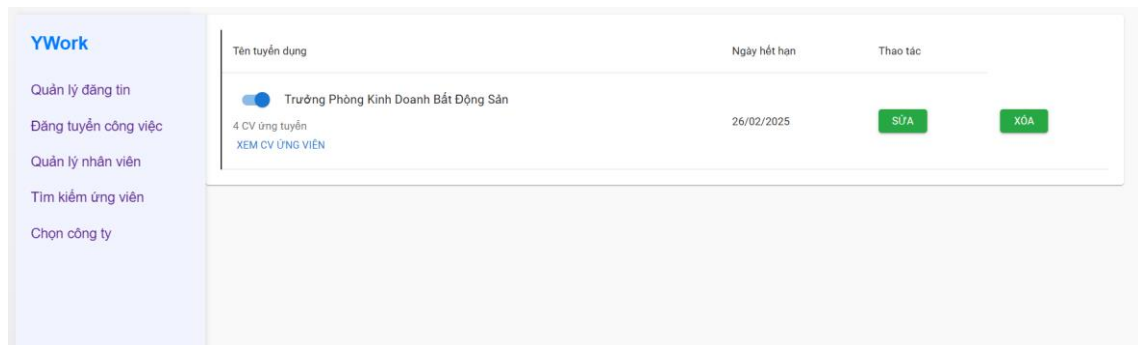 YWork
Quản lý đăng tin
Đăng tuyển công việc
Quản lý nhân viên
Tìm kiếm ứng viên
Chọn công ty
Tên tuyển dụng Ngày hết hạn Thao tác
Trưởng Phòng Kinh Doanh Bất Động Sản
4 CV ứng tuyển
XEM CV ỨNG VIÊN
26/02/2025 SỬA XÓA